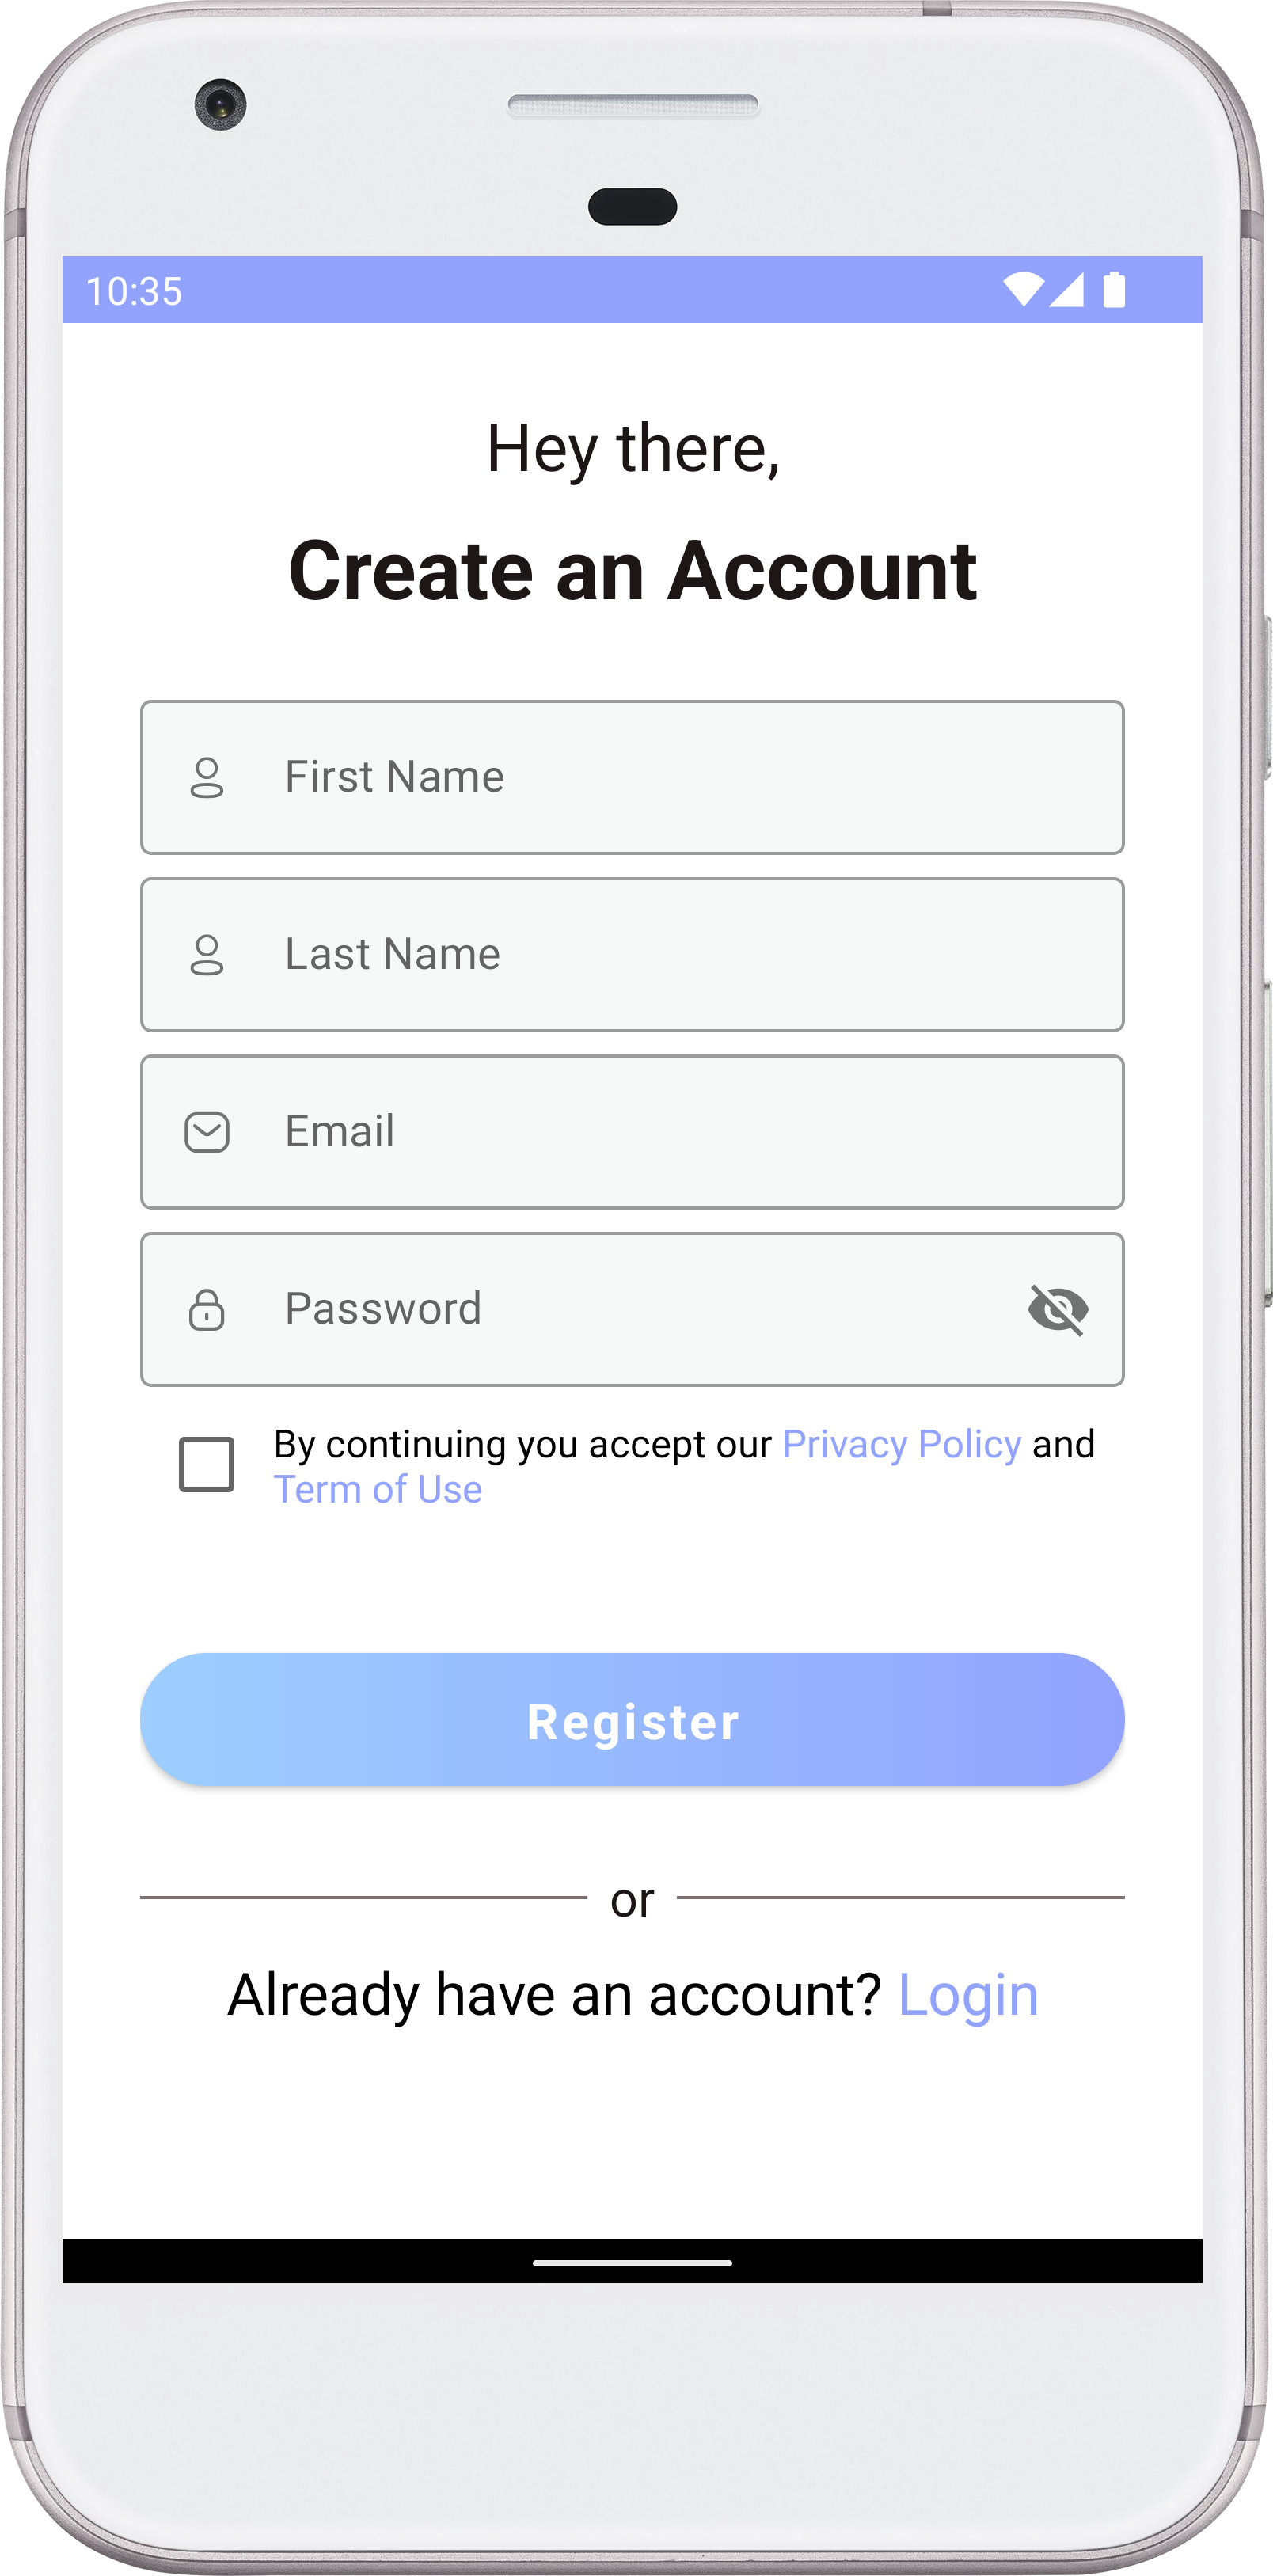 10:35
Hey there,
Create an Account
First Name
Last Name
Email
Password
By continuing you accept our Privacy Policy and
Term of Use
Register
or
Already have an account? Login